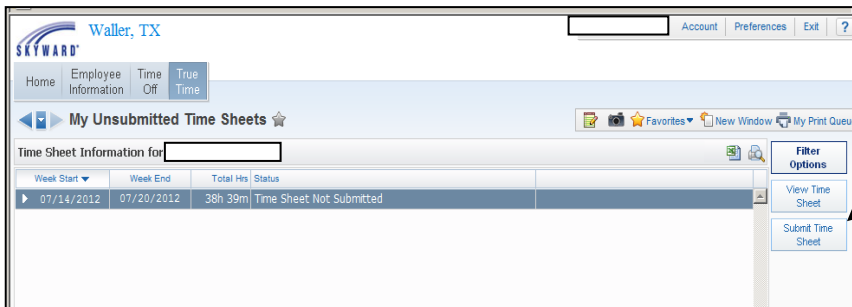 Waller, TX
SKYWARD®
Account Preferences Exit ?
Home Employee Information Time Off True Time
My Unsubmitted Time Sheets
Favorites New Window My Print Queu
Time Sheet Information for
Filter Options
Week Start Week End Total Hrs Status
07/14/2012 07/20/2012 38h 39m Time Sheet Not Submitted
View Time Sheet
Submit Time Sheet